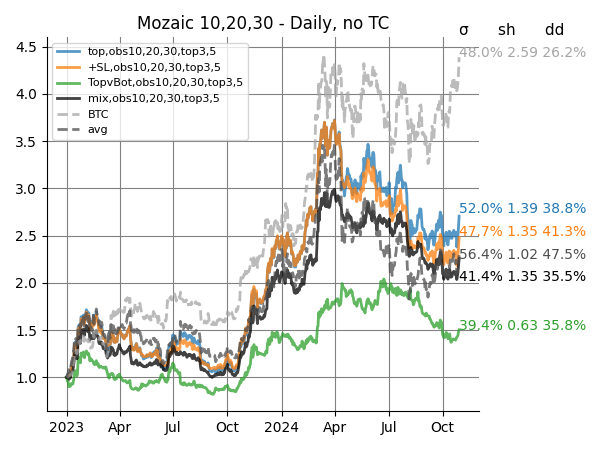 Mozaic 10,20,30 - Daily, no TC
σ sh dd
top,obs10,20,30,top3,5
+SL,obs10,20,30,top3,5
TopvBot,obs10,20,30,top3,5
mix,obs10,20,30,top3,5
BTC
avg
48.0% 2.59 26.2%
52.0% 1.39 38.8%
47.7% 1.35 41.3%
56.4% 1.02 47.5%
41.4% 1.35 35.5%
39.4% 0.63 35.8%
4.5
4.0
3.5
3.0
2.5
2.0
1.5
1.0
2023 Apr Jul Oct 2024 Apr Jul Oct